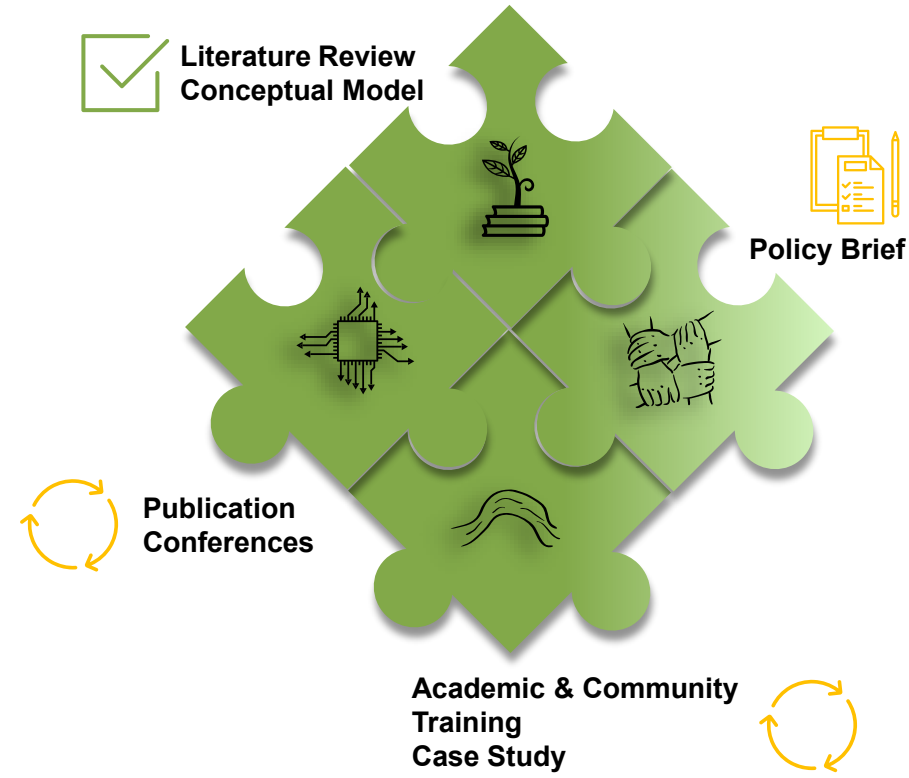 Literature Review
Conceptual Model
Policy Brief
Publication
Conferences
Academic & Community
Training
Case Study